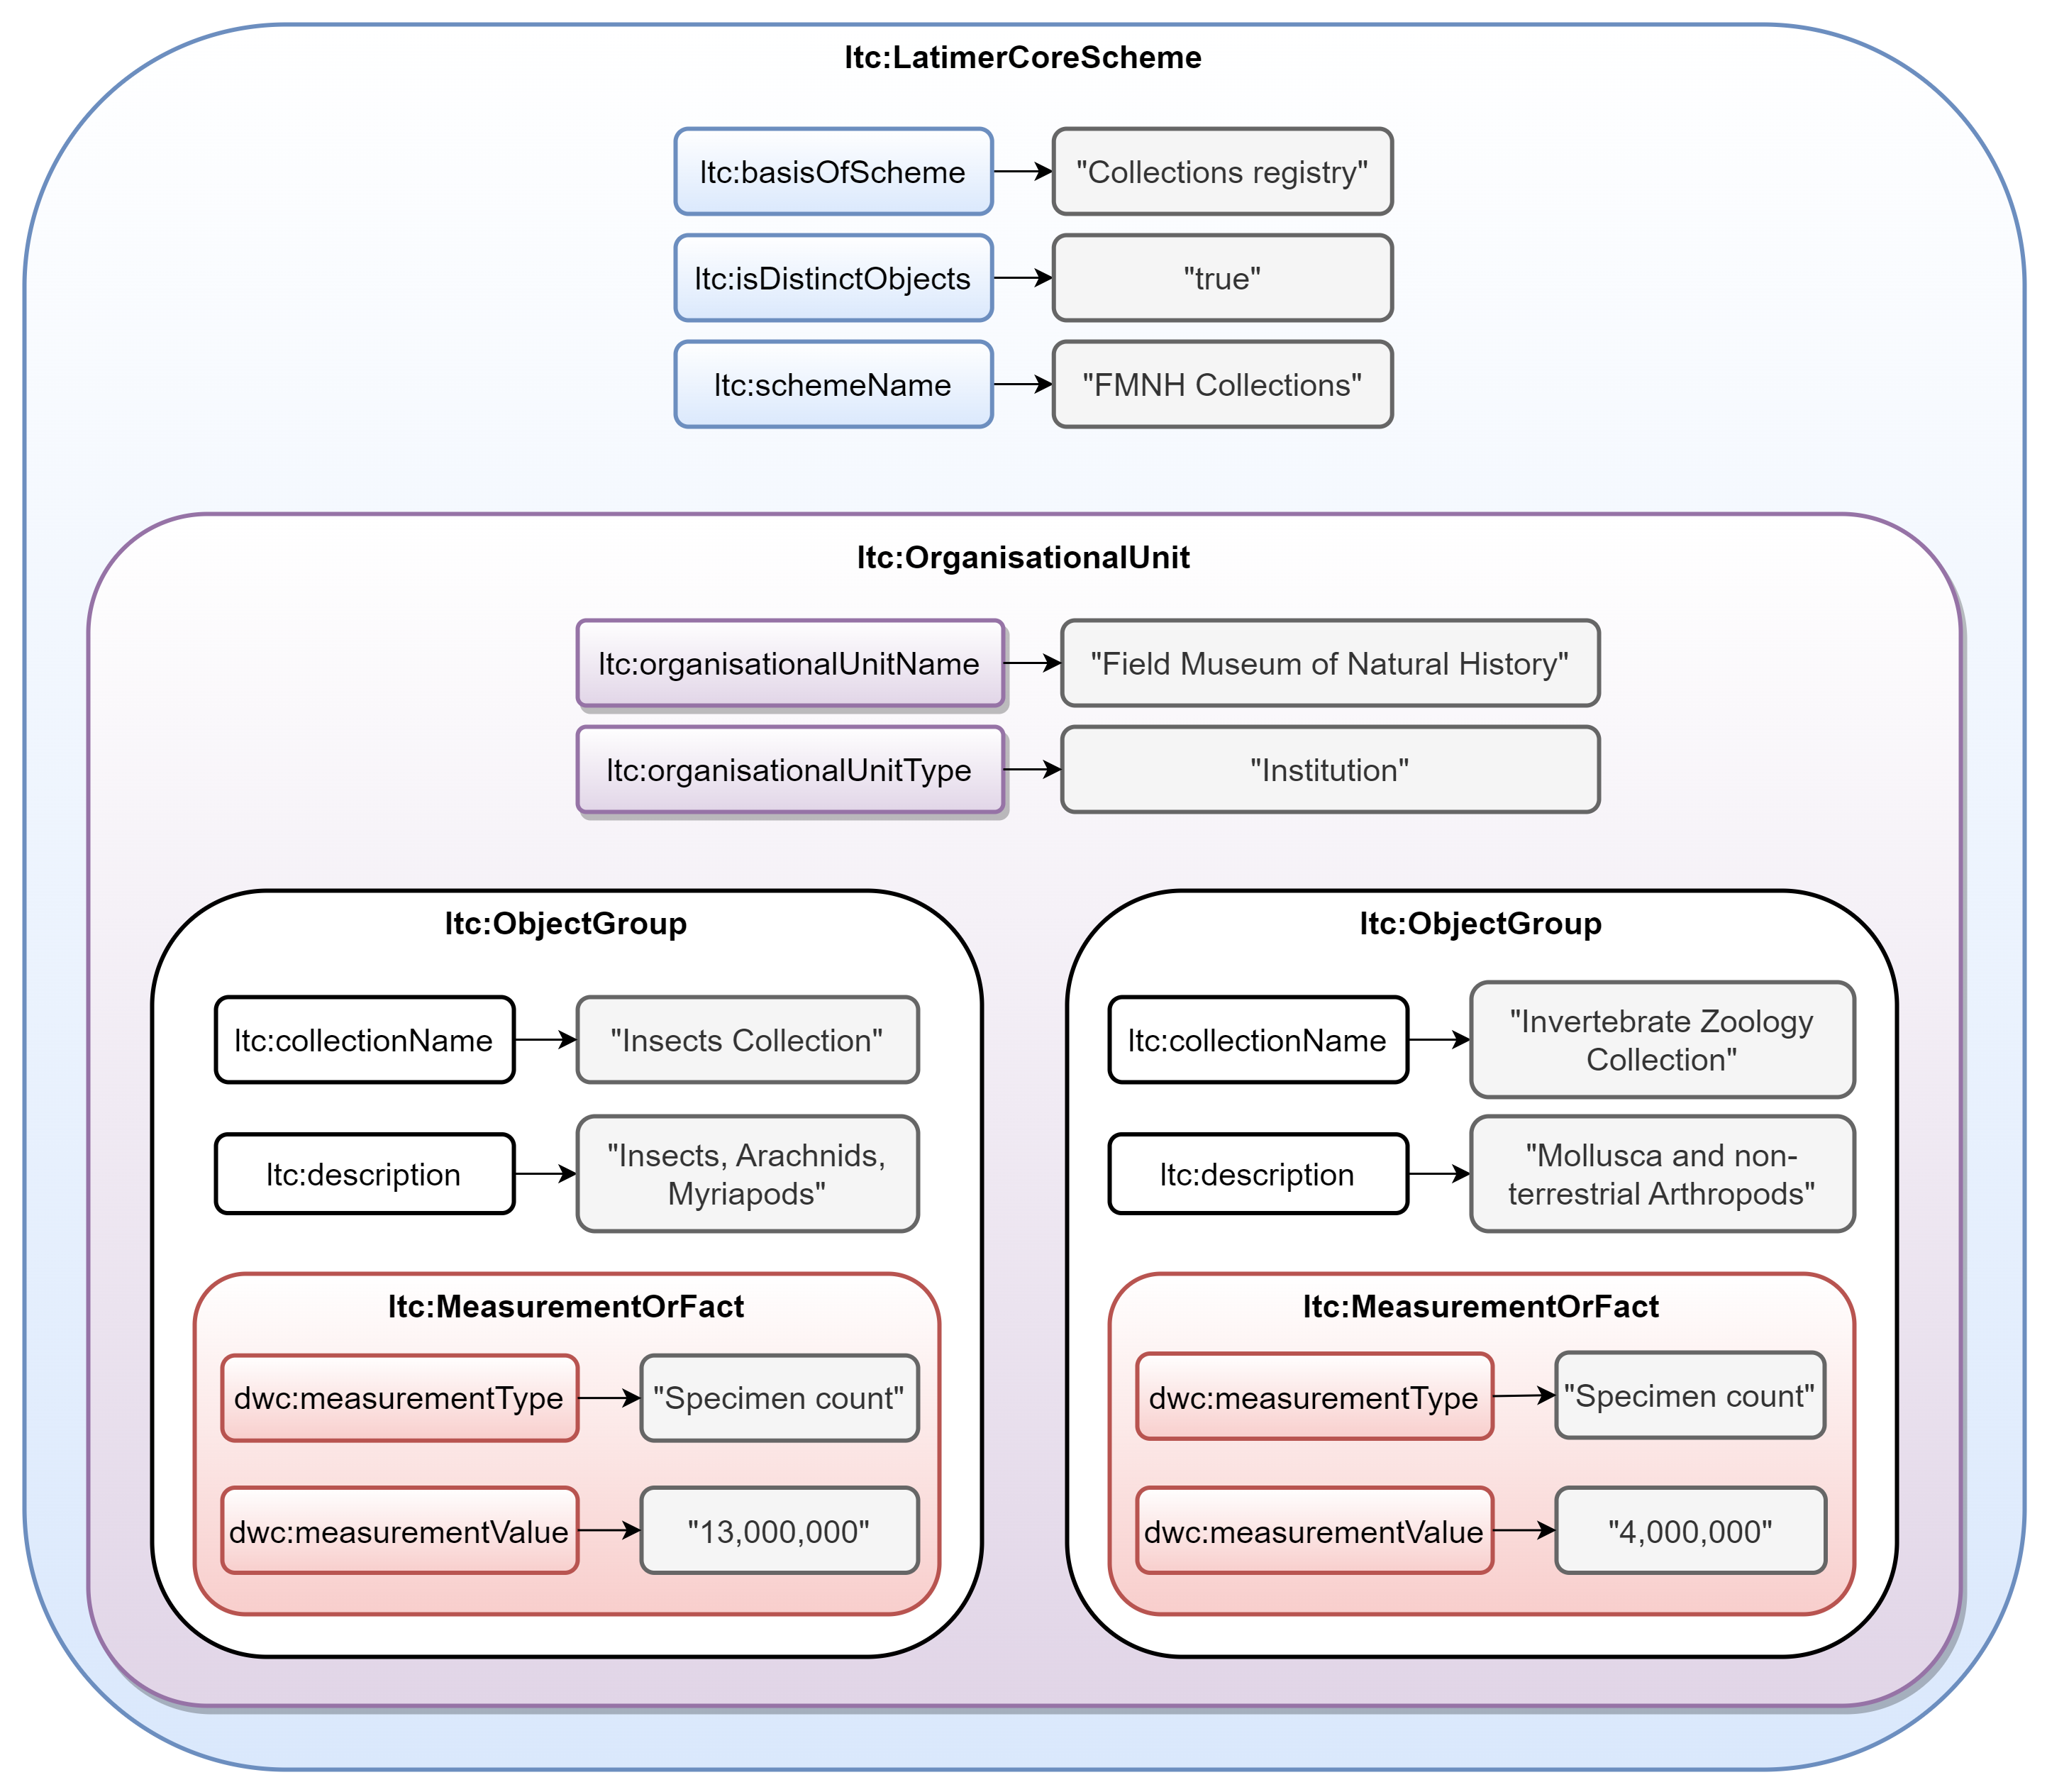 ltc:LatimerCoreScheme
ltc:basisOfScheme
"Collections registry"
ltc:isDistinctObjects
"true"
ltc:schemeName
"FMNH Collections"
ltc:OrganisationalUnit
ltc:organisationalUnitName
"Field Museum of Natural History"
ltc:organisationalUnitType
"Institution"
ltc:ObjectGroup
ltc:collectionName
"Insects Collection"
ltc:description
"Insects, Arachnids,
Myriapods"
ltc:MeasurementOrFact
dwc:measurementType
"Specimen count"
dwc:measurementValue
"13,000,000"
ltc:ObjectGroup
ltc:collectionName
"Invertebrate Zoology
Collection"
ltc:description
"Mollusca and non-
terrestrial Arthropods"
ltc:MeasurementOrFact
dwc:measurementType
"Specimen count"
dwc:measurementValue
"4,000,000"